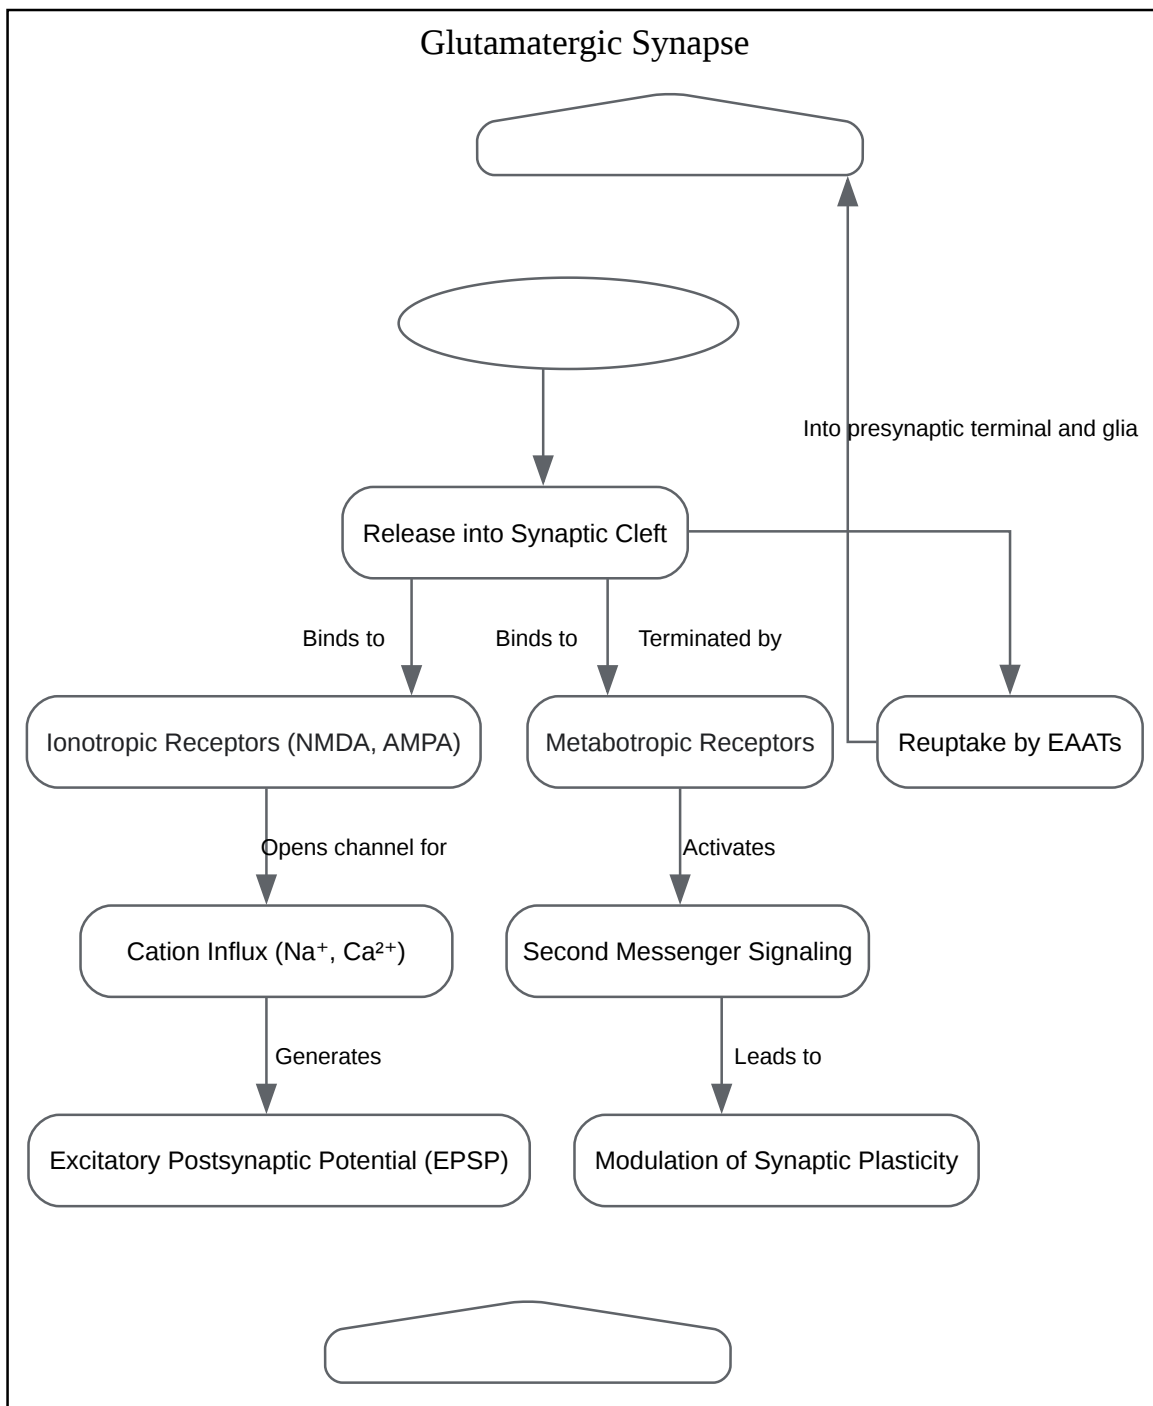 Glutamatergic Synapse
Into presynaptic terminal and glia
Release into Synaptic Cleft
Binds to
Binds to
Terminated by
Ionotropic Receptors (NMDA, AMPA)
Metabotropic Receptors
Reuptake by EAATs
Opens channel for
Activates
Cation Influx (Na⁺, Ca²⁺)
Second Messenger Signaling
Generates
Leads to
Excitatory Postsynaptic Potential (EPSP)
Modulation of Synaptic Plasticity